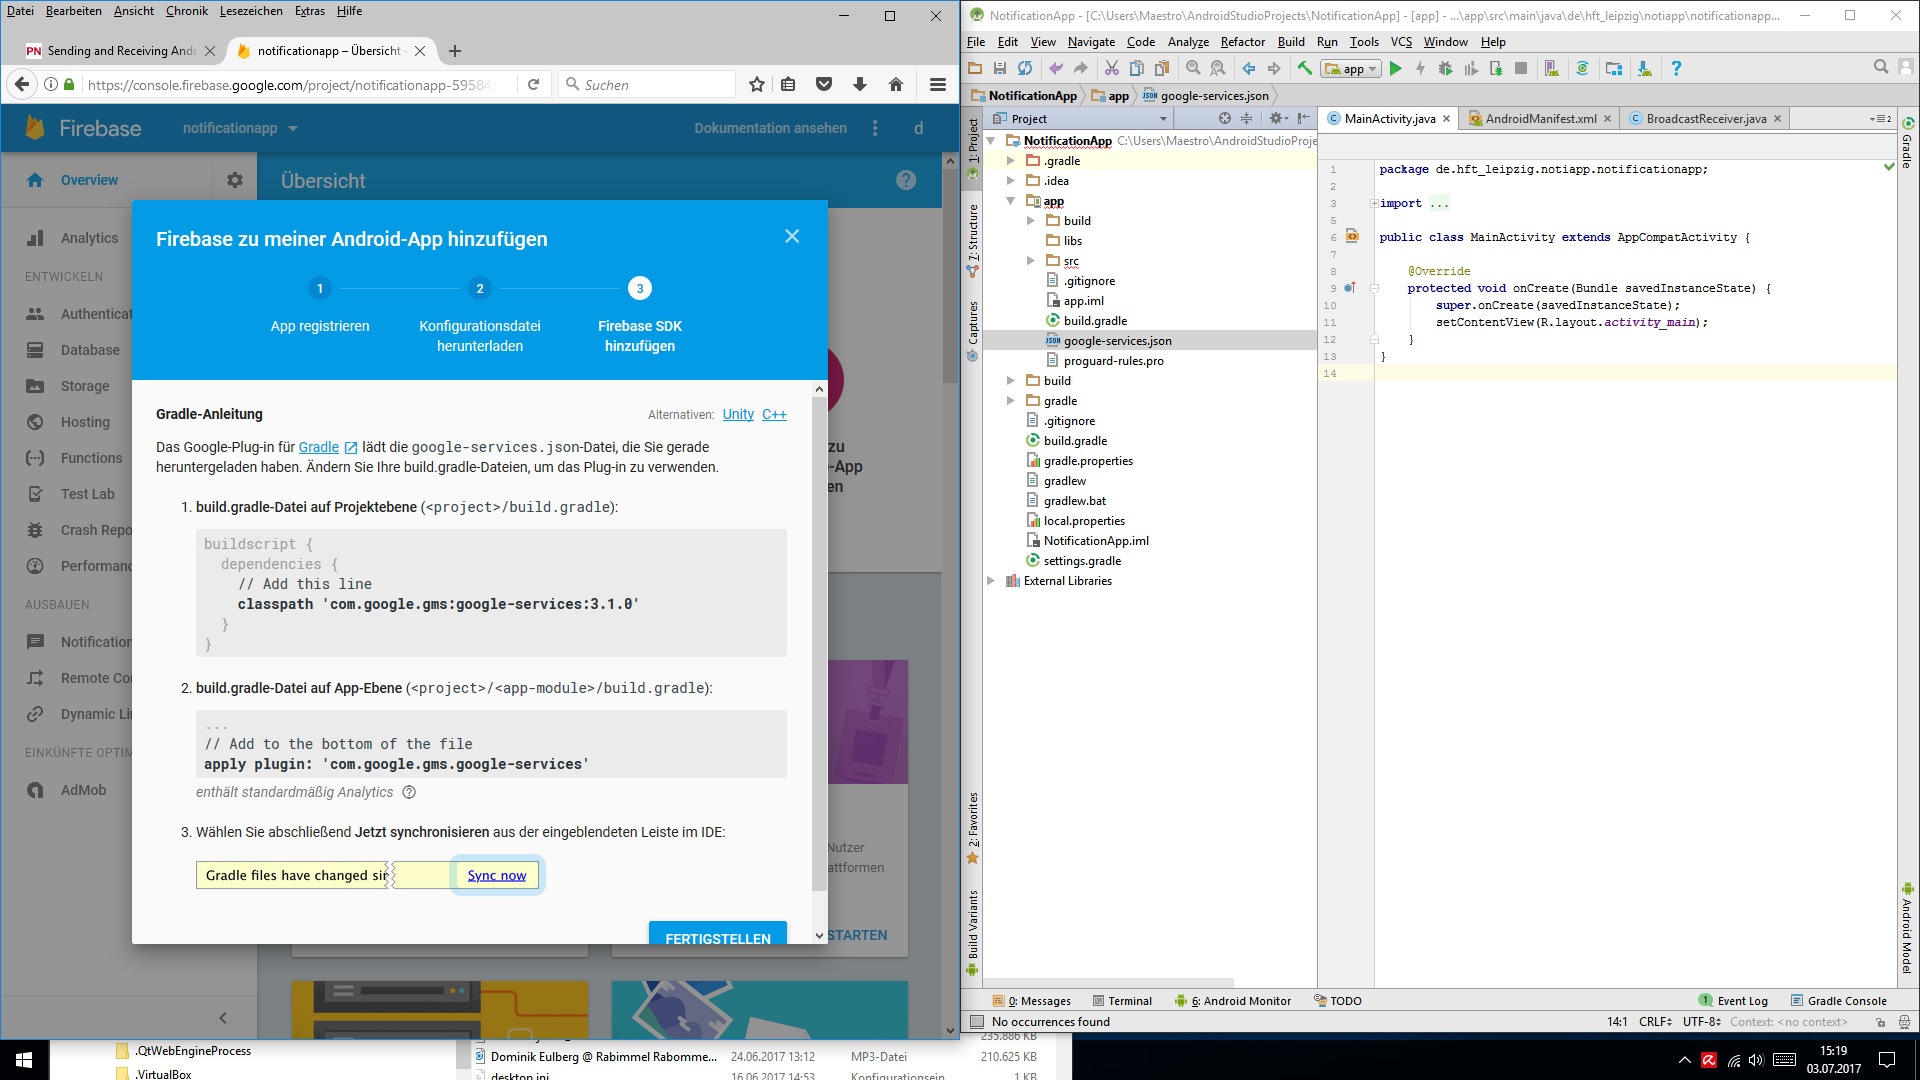 Datei Bearbeiten Ansicht Chronik Lesezeichen Extras Hilfe
PN Sending and Receiving Andr
notificationapp – Übersicht -
https://console.firebase.google.com/project/notificationapp-59584
Suchen
Firebase
notificationapp
Dokumentation ansehen
d
Overview
Übersicht
Analytics
ENTWICKELN
Authenticat
Database
Storage
Hosting
Functions
Test Lab
Crash Repo
Performanc
AUSBAUEN
Notification
Remote Co
Dynamic Li
EINKÜNFTE OPTIM
AdMob
Firebase zu meiner Android-App hinzufügen
1
2
3
App registrieren
Konfigurationsdatei
herunterladen
Firebase SDK
hinzufügen
Gradle-Anleitung
Alternativen: Unity C++
Das Google-Plug-in für Gradle lädt die google-services.json-Datei, die Sie gerade
heruntergeladen haben. Ändern Sie Ihre build.gradle-Dateien, um das Plug-in zu verwenden.
1. build.gradle-Datei auf Projektebene (<project>/build.gradle):
buildscript {
dependencies {
// Add this line
classpath 'com.google.gms:google-services:3.1.0'
}
}
2. build.gradle-Datei auf App-Ebene (<project>/<app-module>/build.gradle):
...
// Add to the bottom of the file
apply plugin: 'com.google.gms.google-services'
enthält standardmäßig Analytics
3. Wählen Sie abschließend Jetzt synchronisieren aus der eingeblendeten Leiste im IDE:
Gradle files have changed sin
Sync now
FERTIGSTELLEN
zu
-App
en
Nutzer
attformen
STARTEN
NotificationApp - [C:\Users\Maestro\AndroidStudioProjects\NotificationApp] - [app] - ...\app\src\main\java\de\hft_leipzig\notiapp\notificationapp...
File Edit View Navigate Code Analyze Refactor Build Run Tools VCS Window Help
app
NotificationApp app google-services.json
Project
MainActivity.java AndroidManifest.xml BroadcastReceiver.java
2
1: Project
7: Structure
Captures
2: Favorites
Build Variants
Gradle
Android Model
NotificationApp C:\Users\Maestro\AndroidStudioProje
.gradle
.idea
app
build
libs
src
.gitignore
app.iml
build.gradle
google-services.json
proguard-rules.pro
build
gradle
.gitignore
build.gradle
gradle.properties
gradlew
gradlew.bat
local.properties
NotificationApp.iml
settings.gradle
External Libraries
1 package de.hft_leipzig.notiapp.notificationapp;
2
3 import ...
5
6 public class MainActivity extends AppCompatActivity {
7
8 @Override
9 protected void onCreate(Bundle savedInstanceState) {
10 super.onCreate(savedInstanceState);
11 setContentView(R.layout.activity_main);
12 }
13 }
14
0: Messages Terminal 6: Android Monitor TODO
1 Event Log Gradle Console
No occurrences found
14:1 CRLF UTF-8 Context: <no context>
.QtWebEngineProcess
.VirtualBox
235.886 KB
Dominik Eulberg @ Rabimmel Rabomme... 24.06.2017 13:12 MP3-Datei 210.625 KB
desktop.ini 16.06.2017 14:53 Konfigurationsein... 1 KB
15:19
03.07.2017